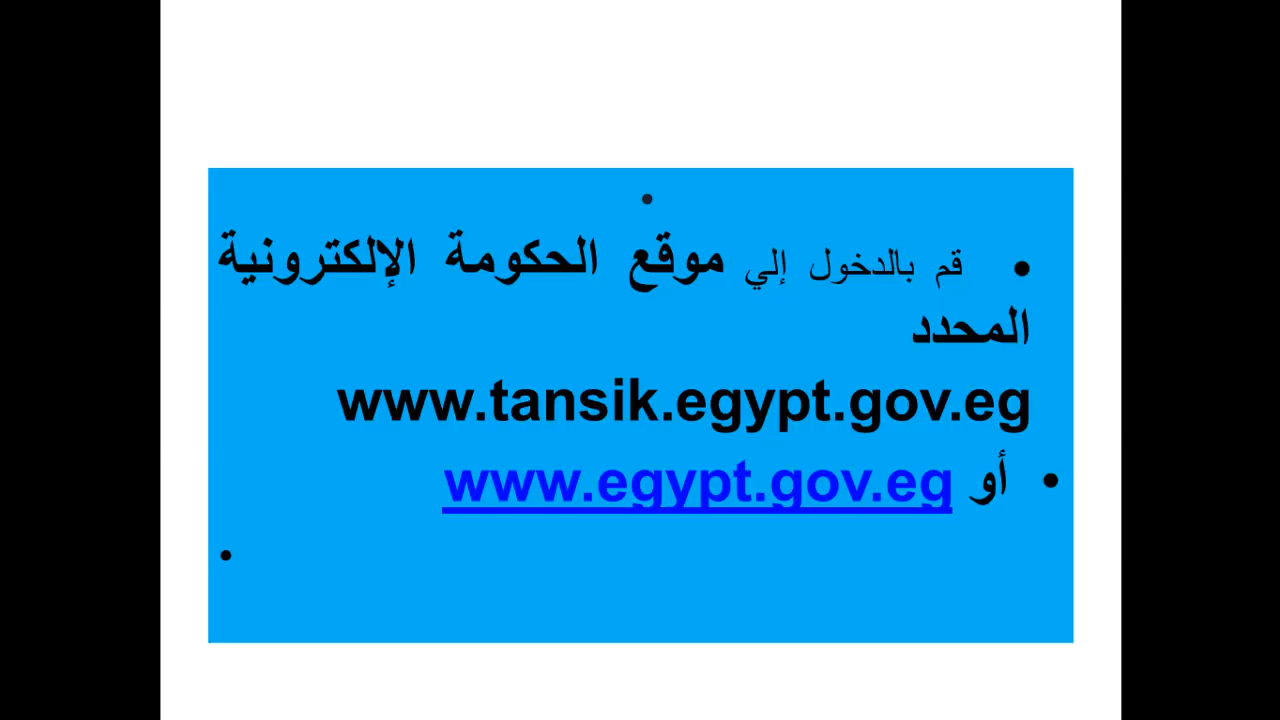 •
• قم بالدخول إلي موقع الحكومة الإلكترونية
المحدد
www.tansik.egypt.gov.eg
• أو www.egypt.gov.eg
•